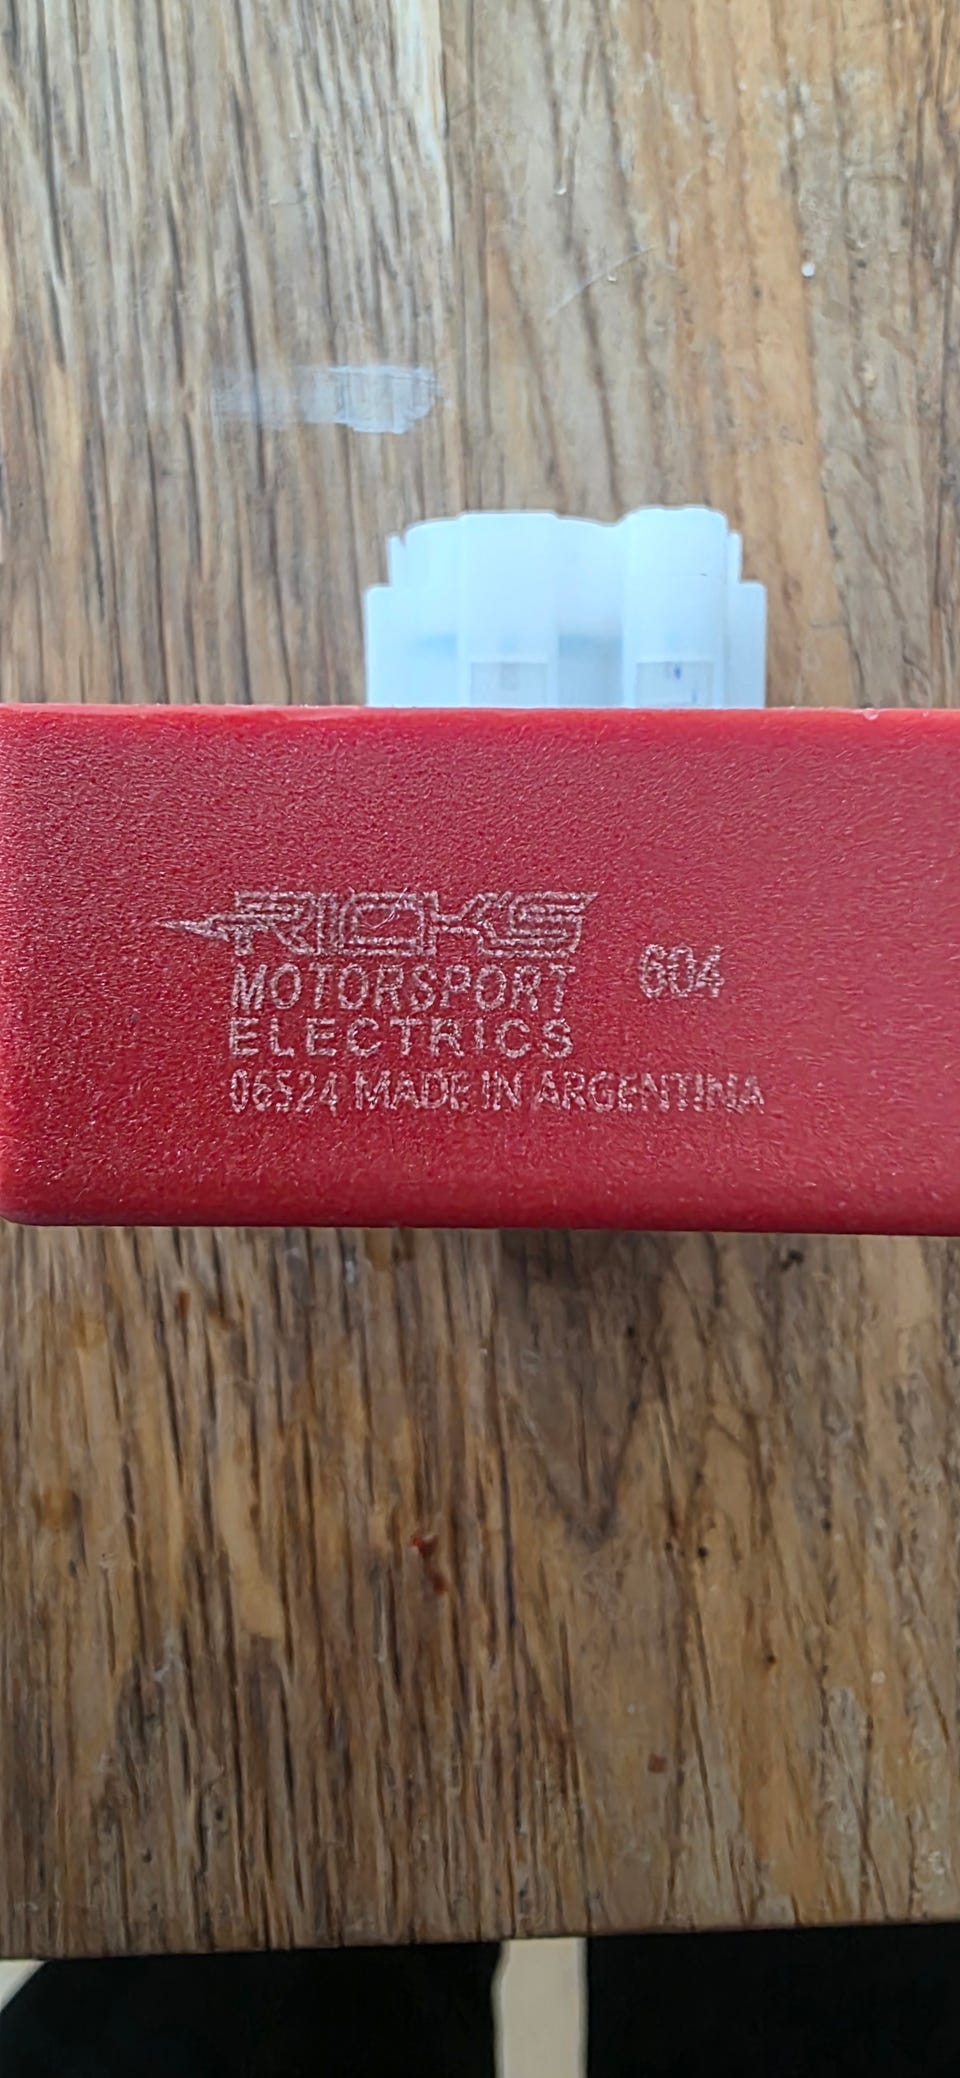 RICKS
MOTORSPORT
ELECTRICS
604
06524 MADE IN ARGENTINA